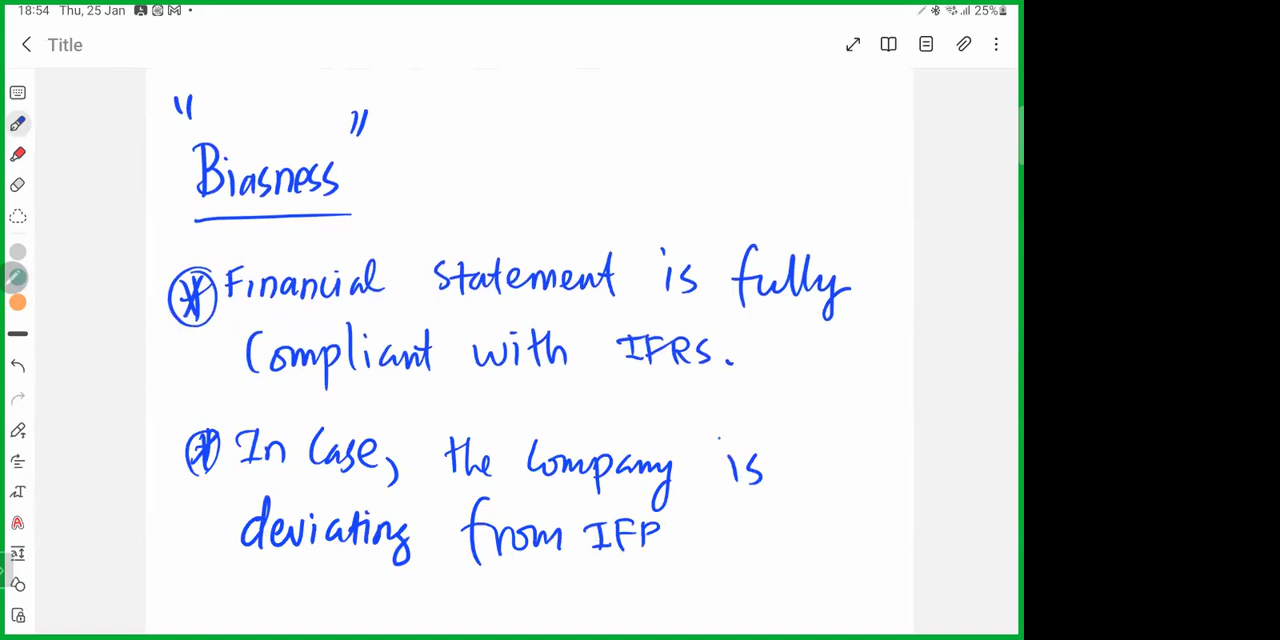 18:54 Thu, 25 Jan
25%
Title
"
"
Biasness
Financial statement is fully
Compliant with IFRS.
In Case, the Company is
deviating from IFP